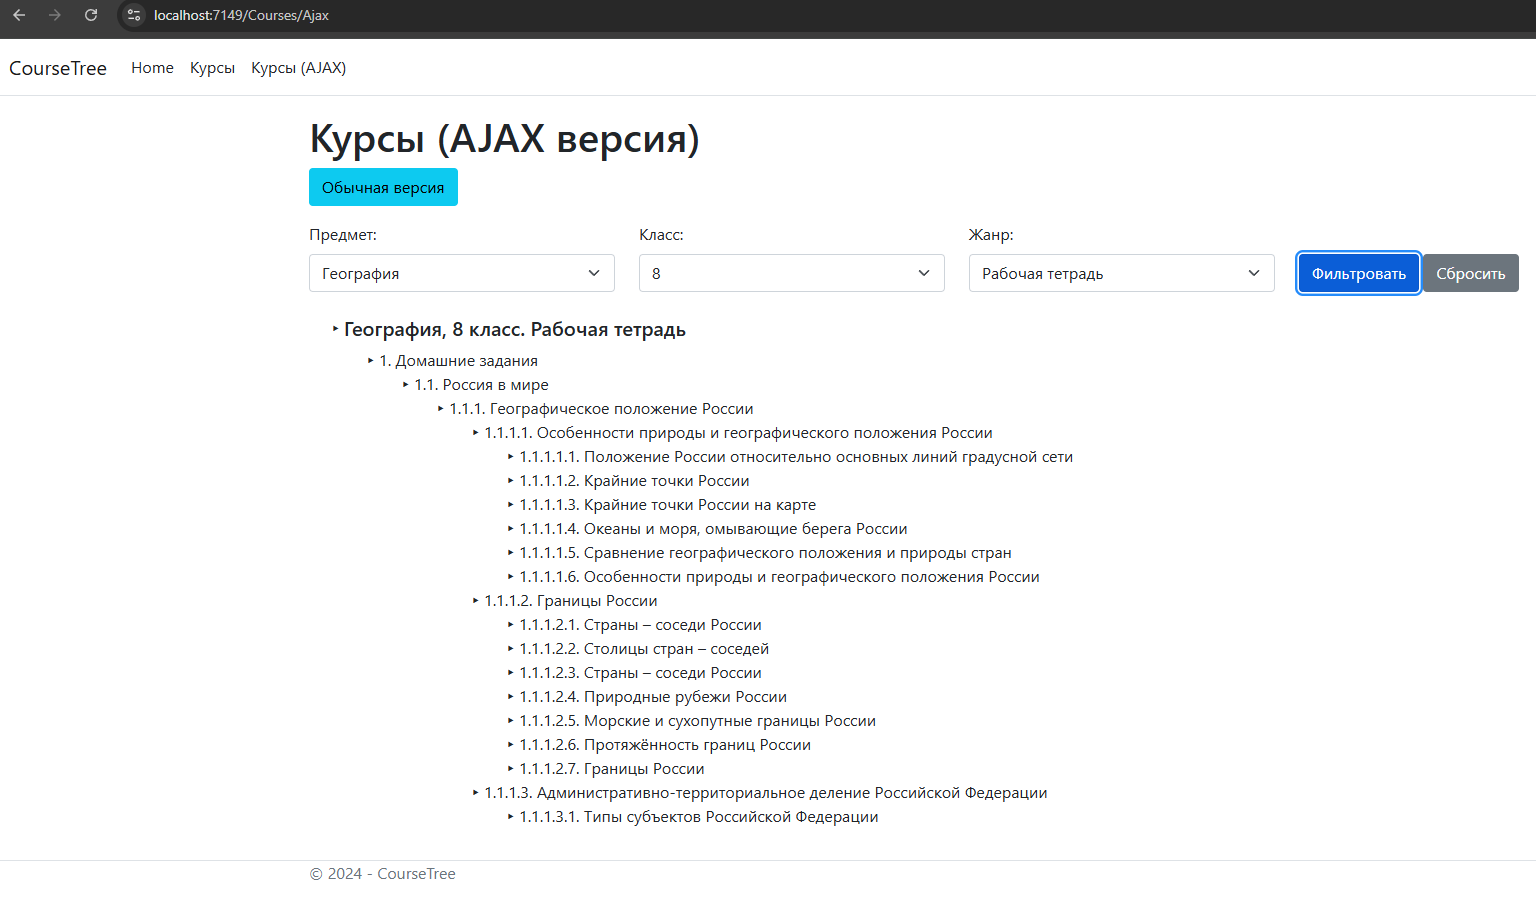 localhost:7149/Courses/Ajax
CourseTree Home Курсы Курсы (AJAX)
Курсы (AJAX версия)
Обычная версия
Предмет: Класс: Жанр:
География 8 Рабочая тетрадь Фильтровать Сбросить
География, 8 класс. Рабочая тетрадь
1. Домашние задания
1.1. Россия в мире
1.1.1. Географическое положение России
1.1.1.1. Особенности природы и географического положения России
1.1.1.1.1. Положение России относительно основных линий градусной сети
1.1.1.1.2. Крайние точки России
1.1.1.1.3. Крайние точки России на карте
1.1.1.1.4. Океаны и моря, омывающие берега России
1.1.1.1.5. Сравнение географического положения и природы стран
1.1.1.1.6. Особенности природы и географического положения России
1.1.1.2. Границы России
1.1.1.2.1. Страны – соседи России
1.1.1.2.2. Столицы стран – соседей
1.1.1.2.3. Страны – соседи России
1.1.1.2.4. Природные рубежи России
1.1.1.2.5. Морские и сухопутные границы России
1.1.1.2.6. Протяжённость границ России
1.1.1.2.7. Границы России
1.1.1.3. Административно-территориальное деление Российской Федерации
1.1.1.3.1. Типы субъектов Российской Федерации
© 2024 - CourseTree